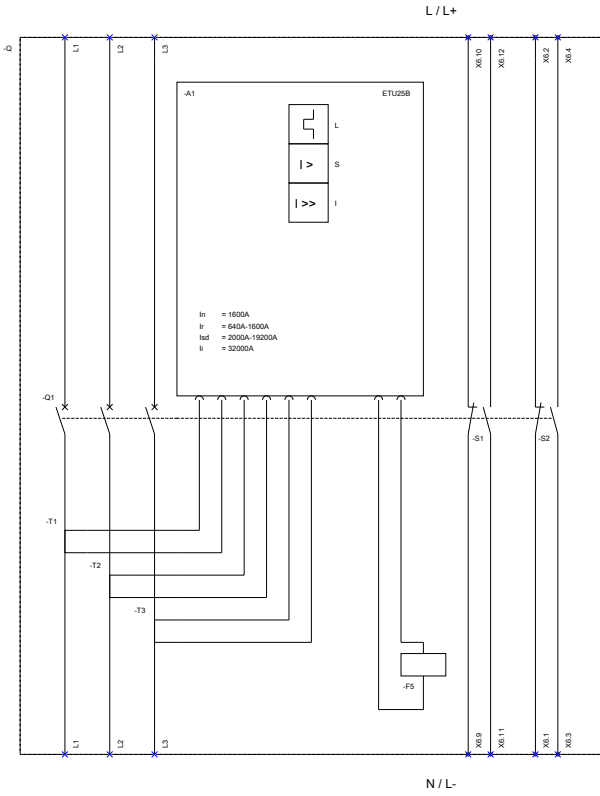 L / L+
-Q
L1
L2
L3
X6.10
X6.12
X6.2
X6.4
-A1
ETU25B
L
I >
S
I >>
I
In = 1600A
Ir = 640A-1600A
Isd = 2000A-19200A
Ii = 32000A
-Q1
-S1
-S2
-T1
-T2
-T3
-F5
L1
L2
L3
X6.9
X6.11
X6.1
X6.3
N / L-